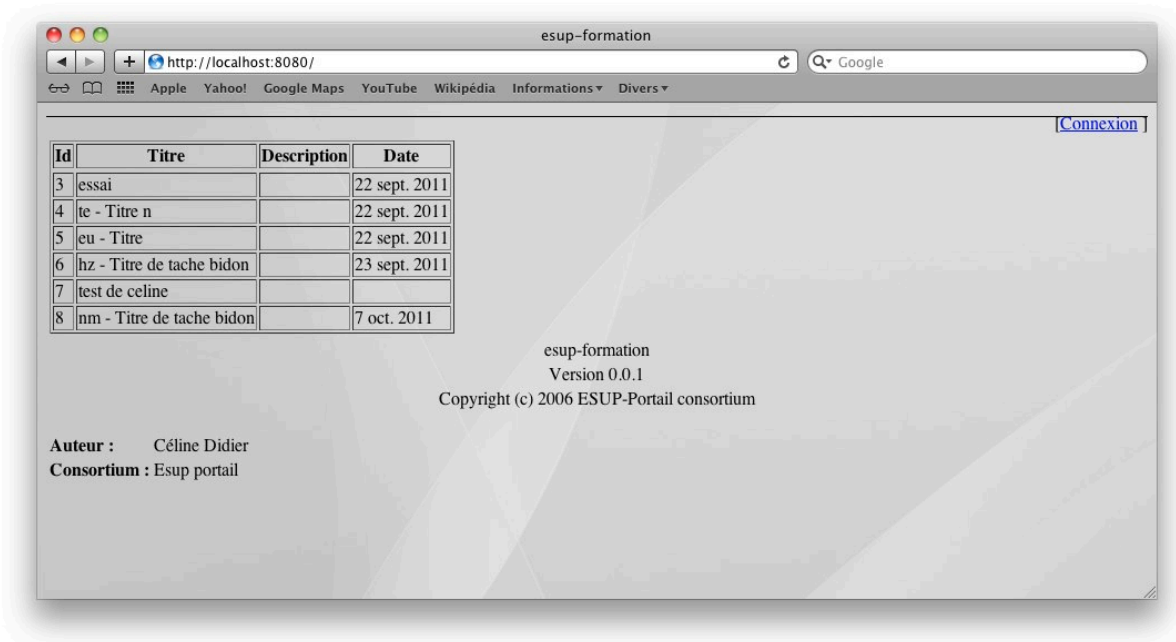 esup-formation
http://localhost:8080/
Google
Apple Yahoo! Google Maps YouTube Wikipédia Informations Divers
[Connexion ]
Id Titre Description Date
3 essai 22 sept. 2011
4 te - Titre n 22 sept. 2011
5 eu - Titre 22 sept. 2011
6 hz - Titre de tache bidon 23 sept. 2011
7 test de celine
8 nm - Titre de tache bidon 7 oct. 2011
esup-formation
Version 0.0.1
Copyright (c) 2006 ESUP-Portail consortium
Auteur : Céline Didier
Consortium : Esup portail